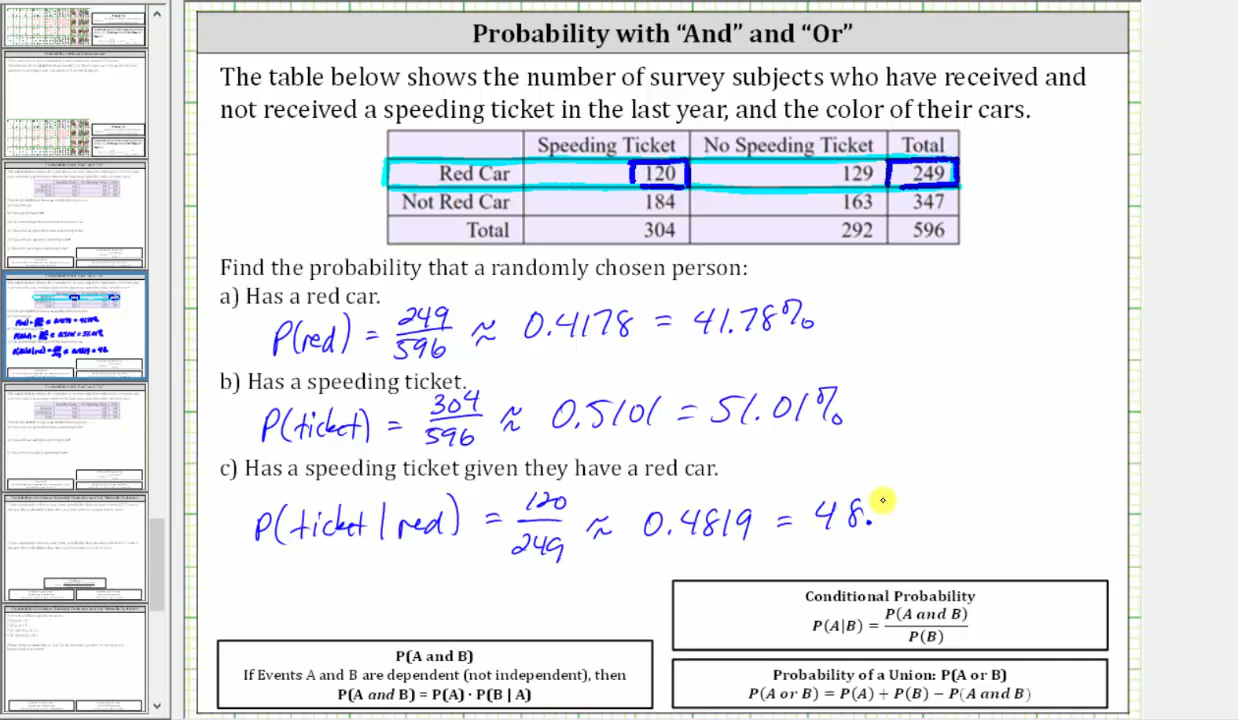 Probability with “And” and “Or”
The table below shows the number of survey subjects who have received and
not received a speeding ticket in the last year, and the color of their cars.
Speeding Ticket No Speeding Ticket Total
Red Car 120 129 249
Not Red Car 184 163 347
Total 304 292 596
Find the probability that a randomly chosen person:
a) Has a red car.
P(red) = 249/596 ≈ 0.4178 = 41.78%
b) Has a speeding ticket.
P(ticket) = 304/596 ≈ 0.5101 = 51.01%
c) Has a speeding ticket given they have a red car.
P(ticket | red) = 120/249 ≈ 0.4819 = 48.
Conditional Probability
P(A|B) = P(A and B)/P(B)
P(A and B)
If Events A and B are dependent (not independent), then
P(A and B) = P(A) · P(B | A)
Probability of a Union: P(A or B)
P(A or B) = P(A) + P(B) − P(A and B)